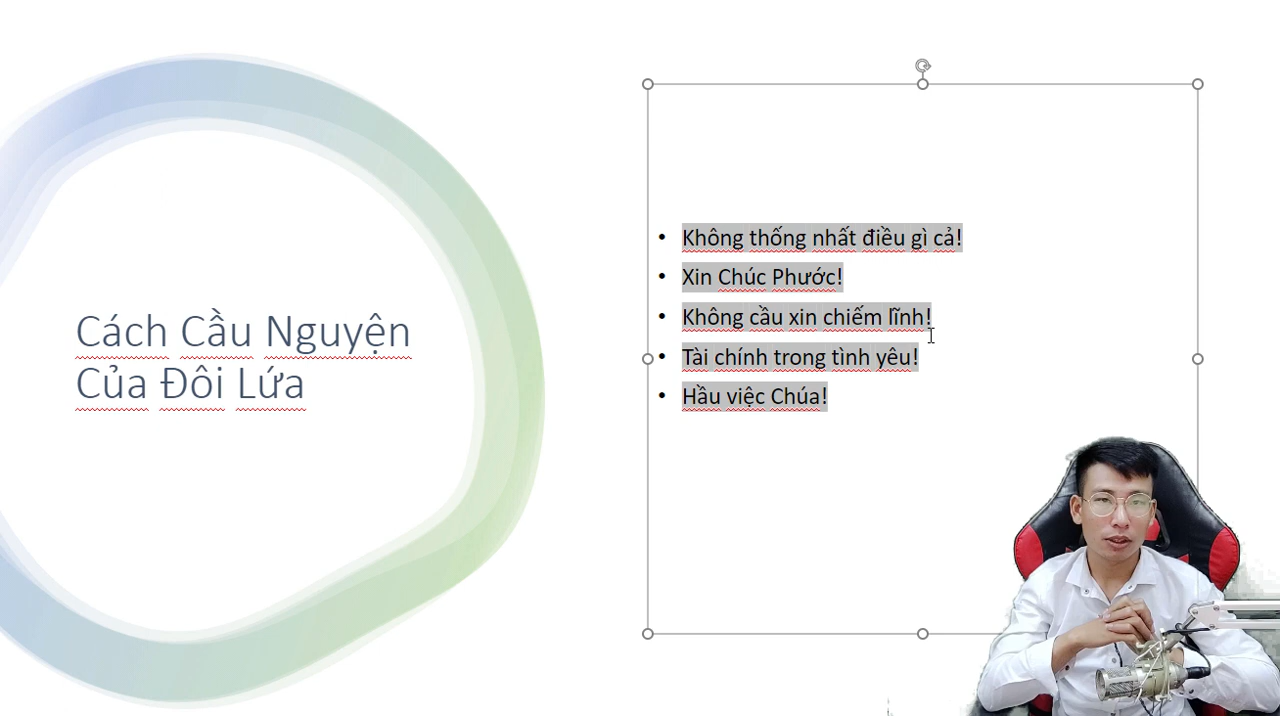 Cách Cầu Nguyện
Của Đôi Lứa
• Không thống nhất điều gì cả!
• Xin Chúc Phước!
• Không cầu xin chiếm lĩnh!
• Tài chính trong tình yêu!
• Hầu việc Chúa!